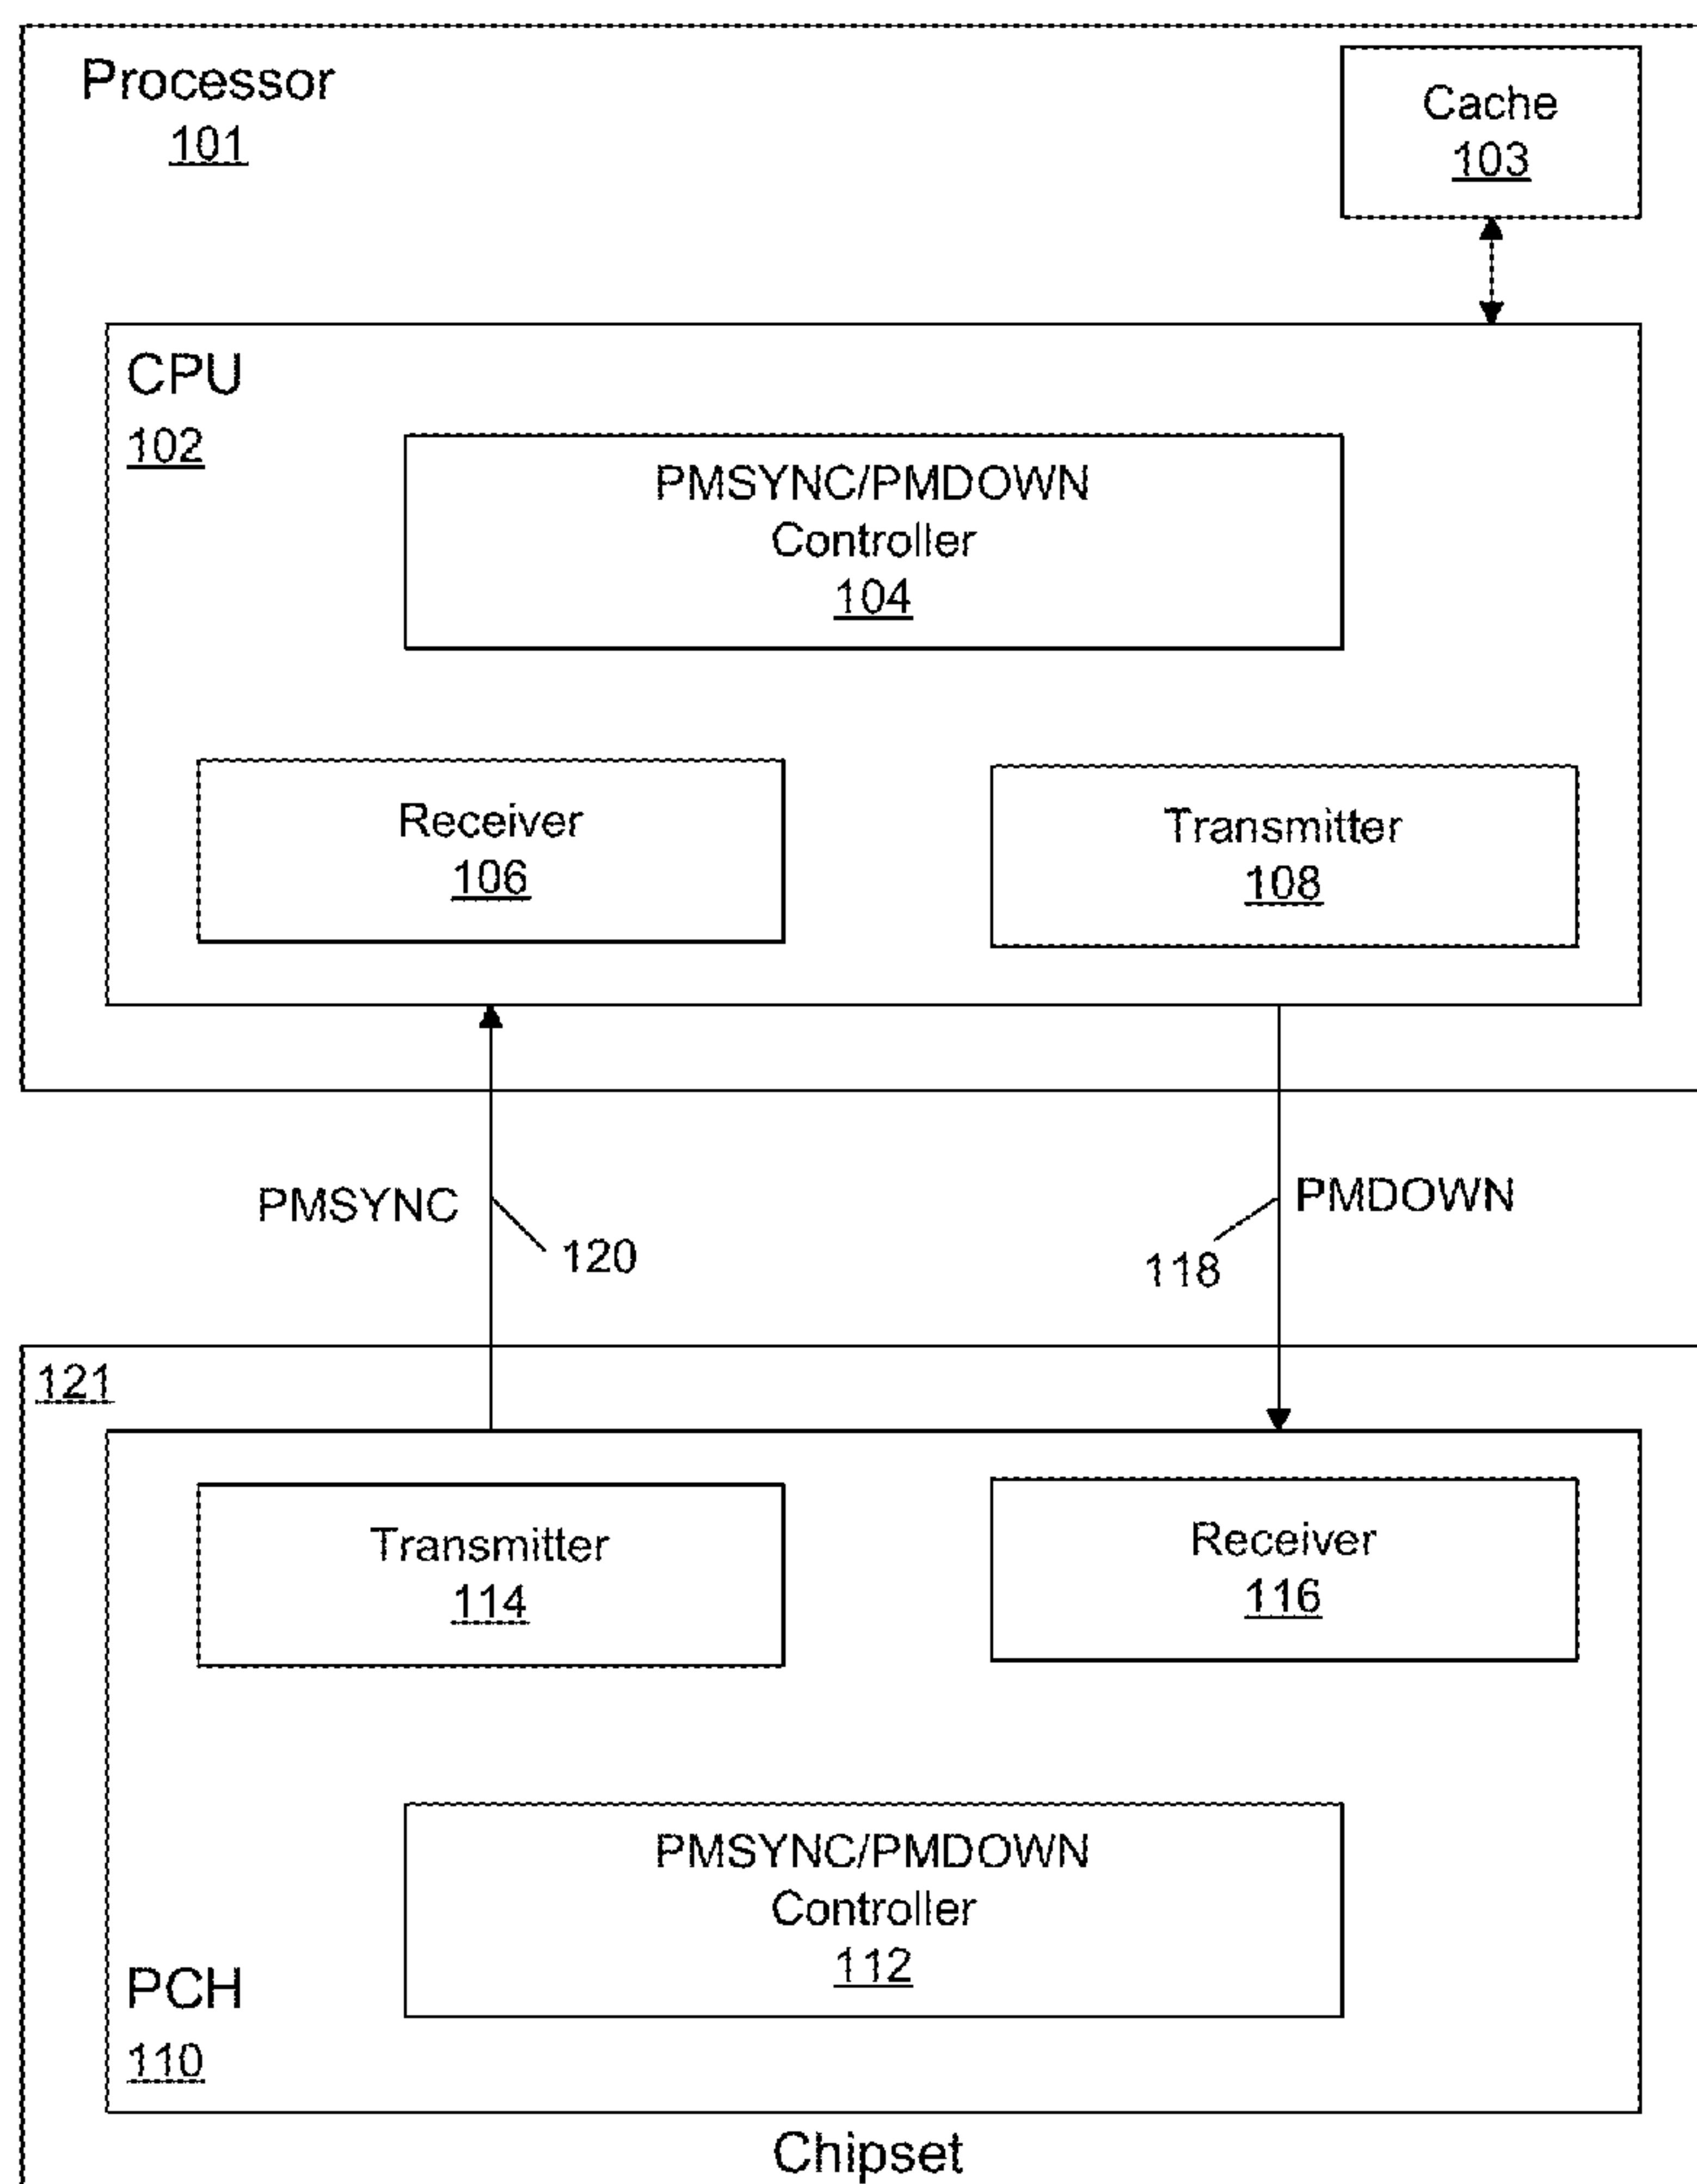 Processor
101
Cache
103
CPU
102
PMSYNC/PMDOWN
Controller
104
Receiver
106
Transmitter
108
PMSYNC
120
PMDOWN
118
121
Transmitter
114
Receiver
116
PMSYNC/PMDOWN
Controller
112
PCH
110
Chipset